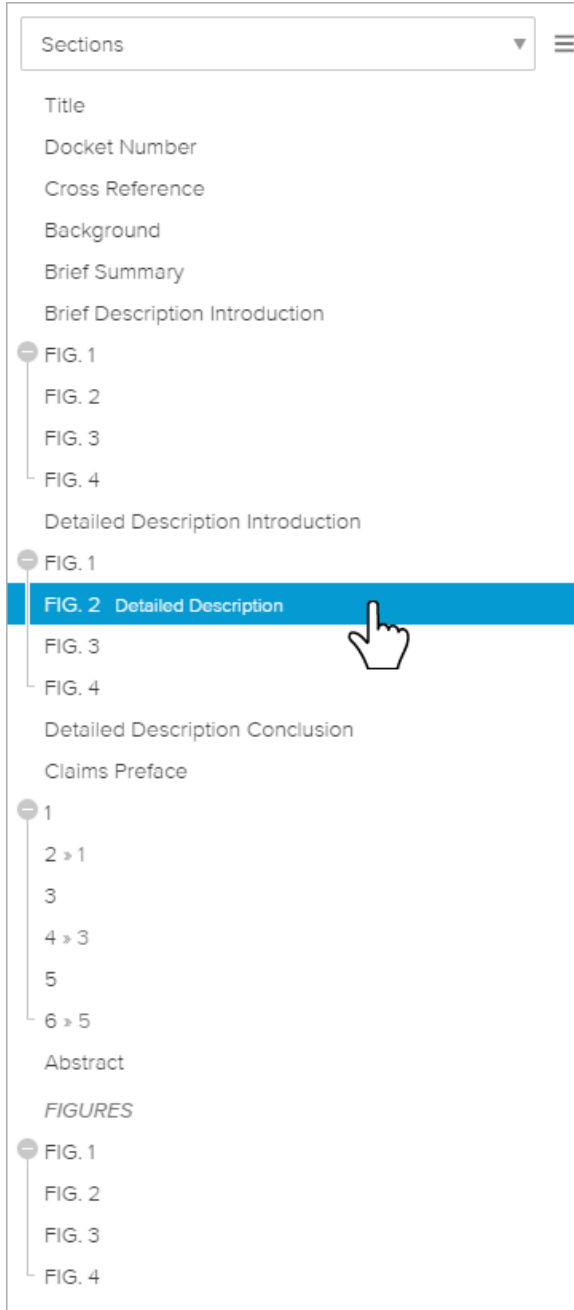 Sections
Title
Docket Number
Cross Reference
Background
Brief Summary
Brief Description Introduction
FIG. 1
FIG. 2
FIG. 3
FIG. 4
Detailed Description Introduction
FIG. 1
FIG. 2 Detailed Description
FIG. 3
FIG. 4
Detailed Description Conclusion
Claims Preface
1
2 » 1
3
4 » 3
5
6 » 5
Abstract
FIGURES
FIG. 1
FIG. 2
FIG. 3
FIG. 4